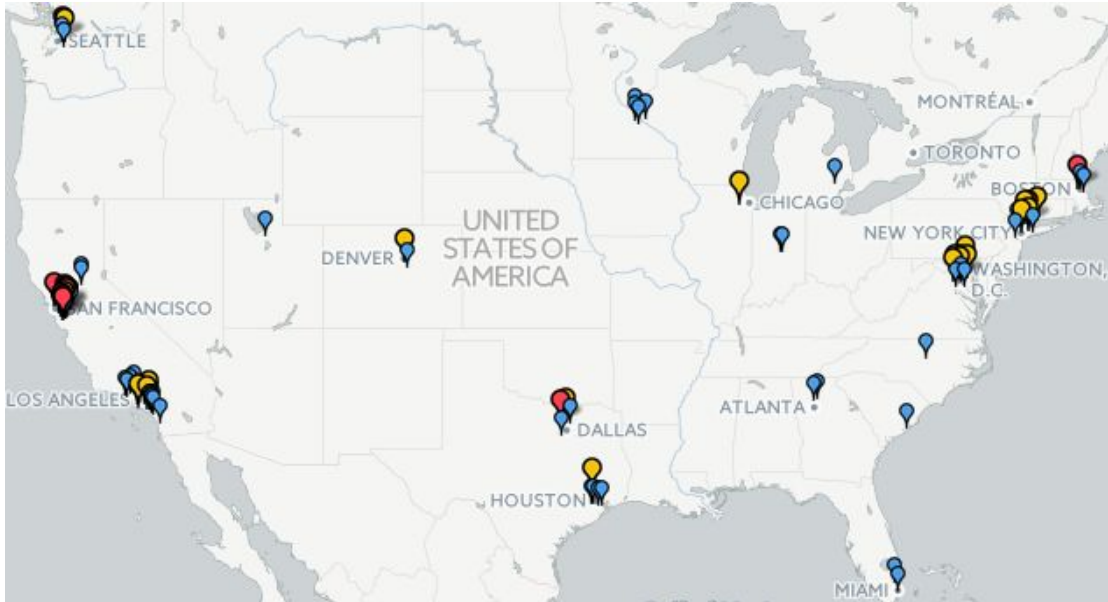 SEATTLE
MONTRÉAL
TORONTO
BOSTON
CHICAGO
NEW YORK CITY
UNITED
STATES OF
AMERICA
DENVER
WASHINGTON,
D.C.
SAN FRANCISCO
LOS ANGELES
ATLANTA
DALLAS
HOUSTON
MIAMI